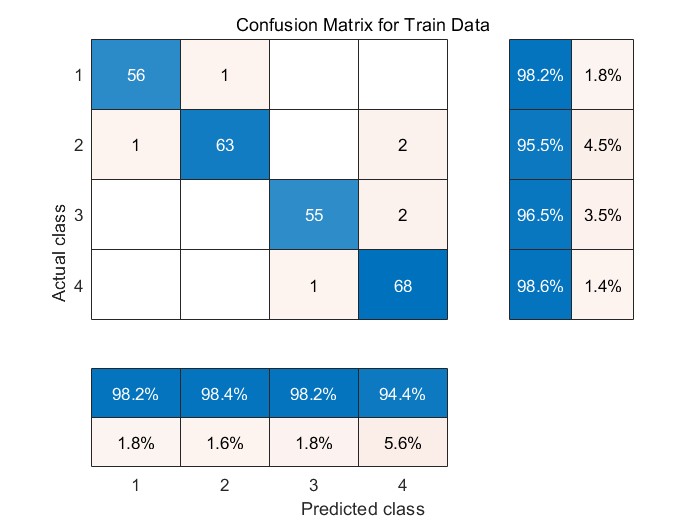 Confusion Matrix for Train Data
1 56 1 98.2% 1.8%
2 1 63 2 95.5% 4.5%
3 55 2 96.5% 3.5%
4 1 68 98.6% 1.4%
Actual class
98.2% 98.4% 98.2% 94.4%
1.8% 1.6% 1.8% 5.6%
1 2 3 4
Predicted class